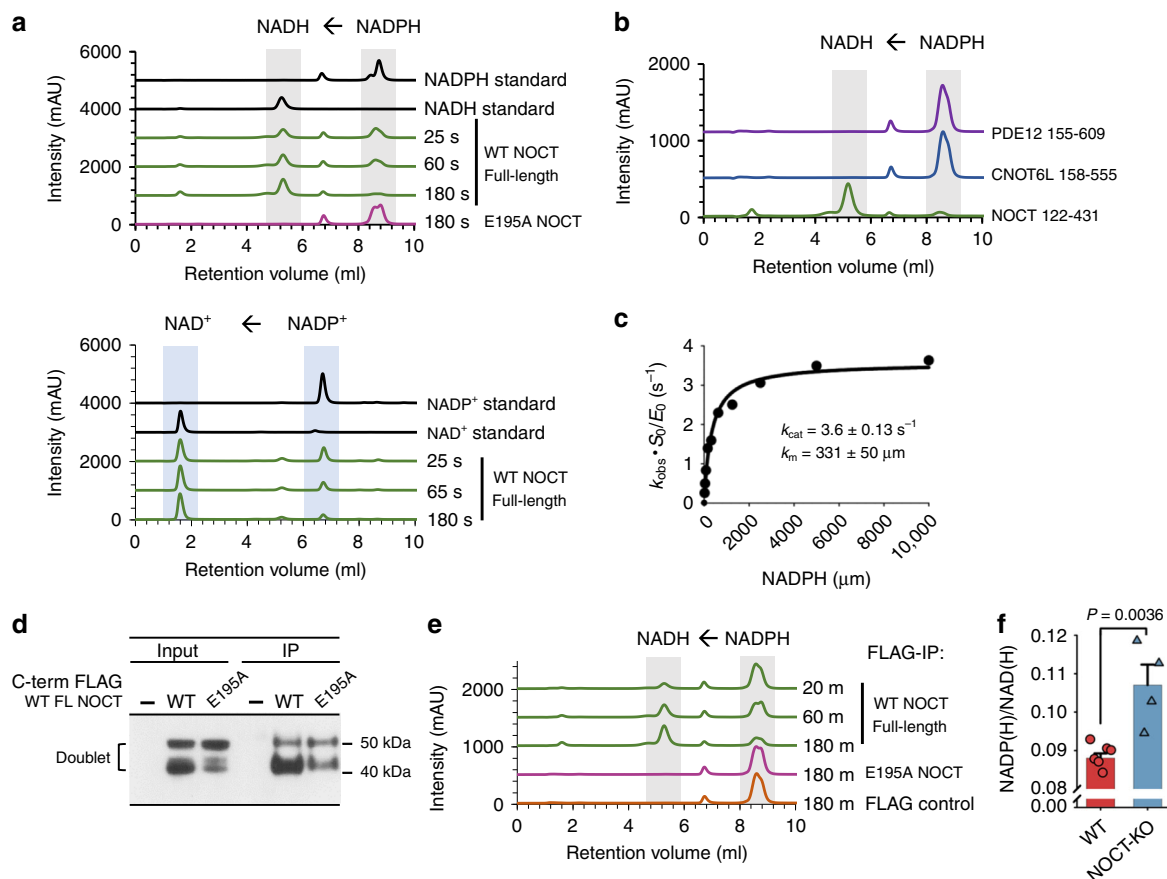 a
NADH ← NADPH
6000
4000
2000
0
Intensity (mAU)
NADPH standard
NADH standard
25 s
60 s
180 s
WT NOCT
Full-length
180 s E195A NOCT
0 2 4 6 8 10
Retention volume (ml)
NAD⁺ ← NADP⁺
6000
4000
2000
0
Intensity (mAU)
NADP⁺ standard
NAD⁺ standard
25 s
65 s
180 s
WT NOCT
Full-length
0 2 4 6 8 10
Retention volume (ml)
b
NADH ← NADPH
2000
1000
0
Intensity (mAU)
PDE12 155-609
CNOT6L 158-555
NOCT 122-431
0 2 4 6 8 10
Retention volume (ml)
c
4
3
2
1
0
kobs • S0/E0 (s⁻¹)
kcat = 3.6 ± 0.13 s⁻¹
km = 331 ± 50 μm
0 2000 4000 6000 8000 10,000
NADPH (μm)
d
Input IP
C-term FLAG
WT FL NOCT
– WT E195A – WT E195A
Doublet
50 kDa
40 kDa
e
NADH ← NADPH
FLAG-IP:
2000
1000
0
Intensity (mAU)
20 m
60 m
180 m
WT NOCT
Full-length
180 m E195A NOCT
180 m FLAG control
0 2 4 6 8 10
Retention volume (ml)
f
P = 0.0036
0.12
0.11
0.10
0.09
0.08
0.00
NADP(H)/NAD(H)
WT
NOCT-KO